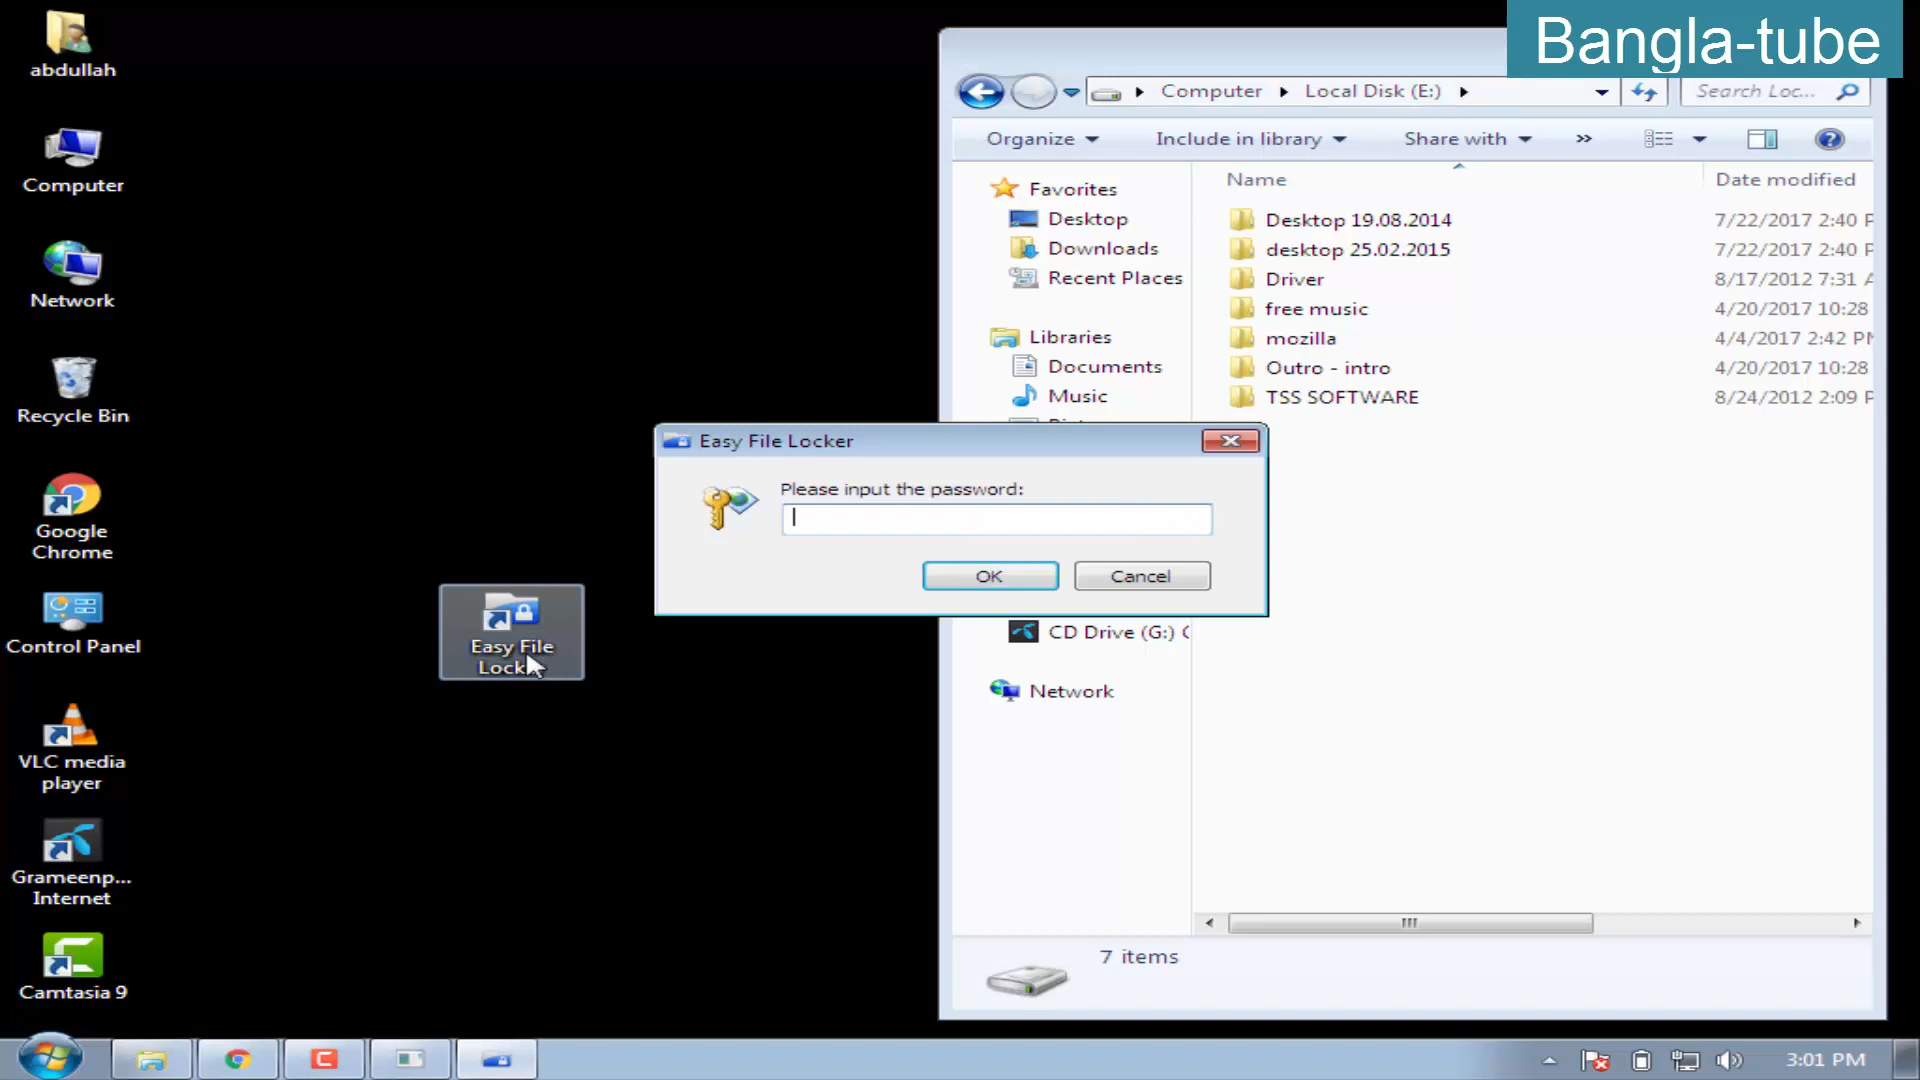 Bangla-tube
abdullah
Computer
Network
Recycle Bin
Google
Chrome
Control Panel
VLC media
player
Grameenp...
Internet
Camtasia 9
Easy File
Computer
Local Disk (E:)
Search Loc...
Organize
Include in library
Share with
»
Favorites
Desktop
Downloads
Recent Places
Libraries
Documents
Music
CD Drive (G:)
Network
Name
Date modified
Desktop 19.08.2014
7/22/2017 2:40
desktop 25.02.2015
7/22/2017 2:40
Driver
8/17/2012 7:31
free music
4/20/2017 10:28
mozilla
4/4/2017 2:42 PM
Outro - intro
4/20/2017 10:28
TSS SOFTWARE
8/24/2012 2:09
7 items
Easy File Locker
Please input the password:
OK
Cancel
3:01 PM